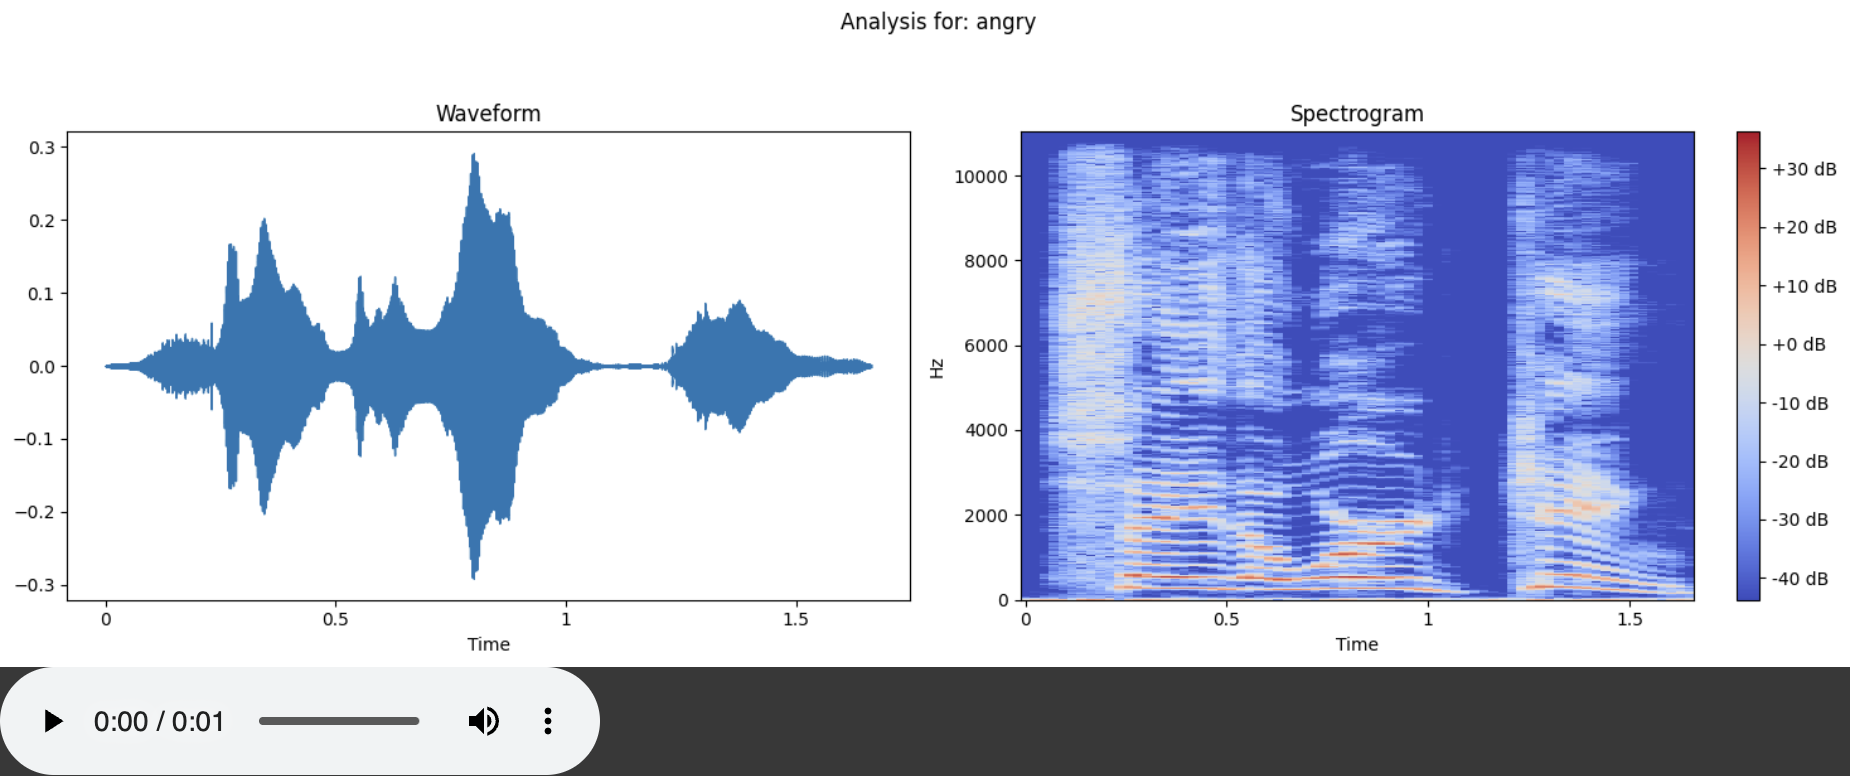 Analysis for: angry
Waveform
0.3
0.2
0.1
0.0
−0.1
−0.2
−0.3
0 0.5 1 1.5
Time
Spectrogram
Hz
10000
8000
6000
4000
2000
0
0 0.5 1 1.5
Time
+30 dB
+20 dB
+10 dB
+0 dB
-10 dB
-20 dB
-30 dB
-40 dB
0:00 / 0:01